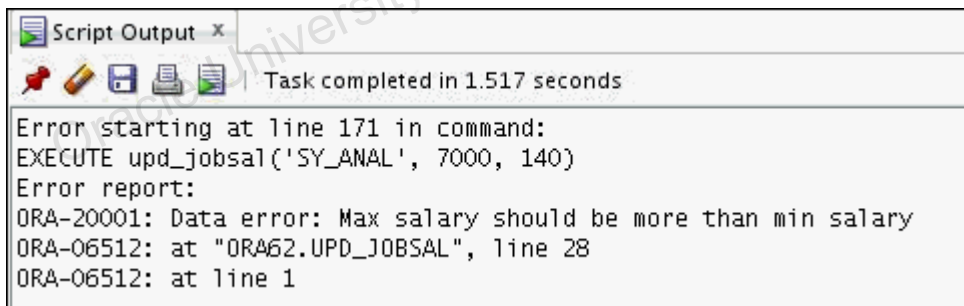 Script Output x
Task completed in 1.517 seconds
Error starting at line 171 in command:
EXECUTE upd_jobsal('SY_ANAL', 7000, 140)
Error report:
ORA-20001: Data error: Max salary should be more than min salary
ORA-06512: at "ORA62.UPD_JOBSAL", line 28
ORA-06512: at line 1
Oracle University